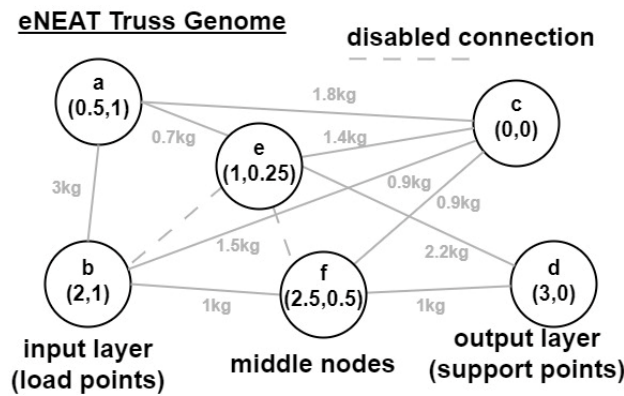 eNEAT Truss Genome
disabled connection
a
(0.5,1)
1.8kg
c
(0,0)
0.7kg
e
(1,0.25)
1.4kg
3kg
0.9kg
0.9kg
1.5kg
2.2kg
b
(2,1)
f
(2.5,0.5)
d
(3,0)
1kg
1kg
input layer
(load points)
middle nodes
output layer
(support points)